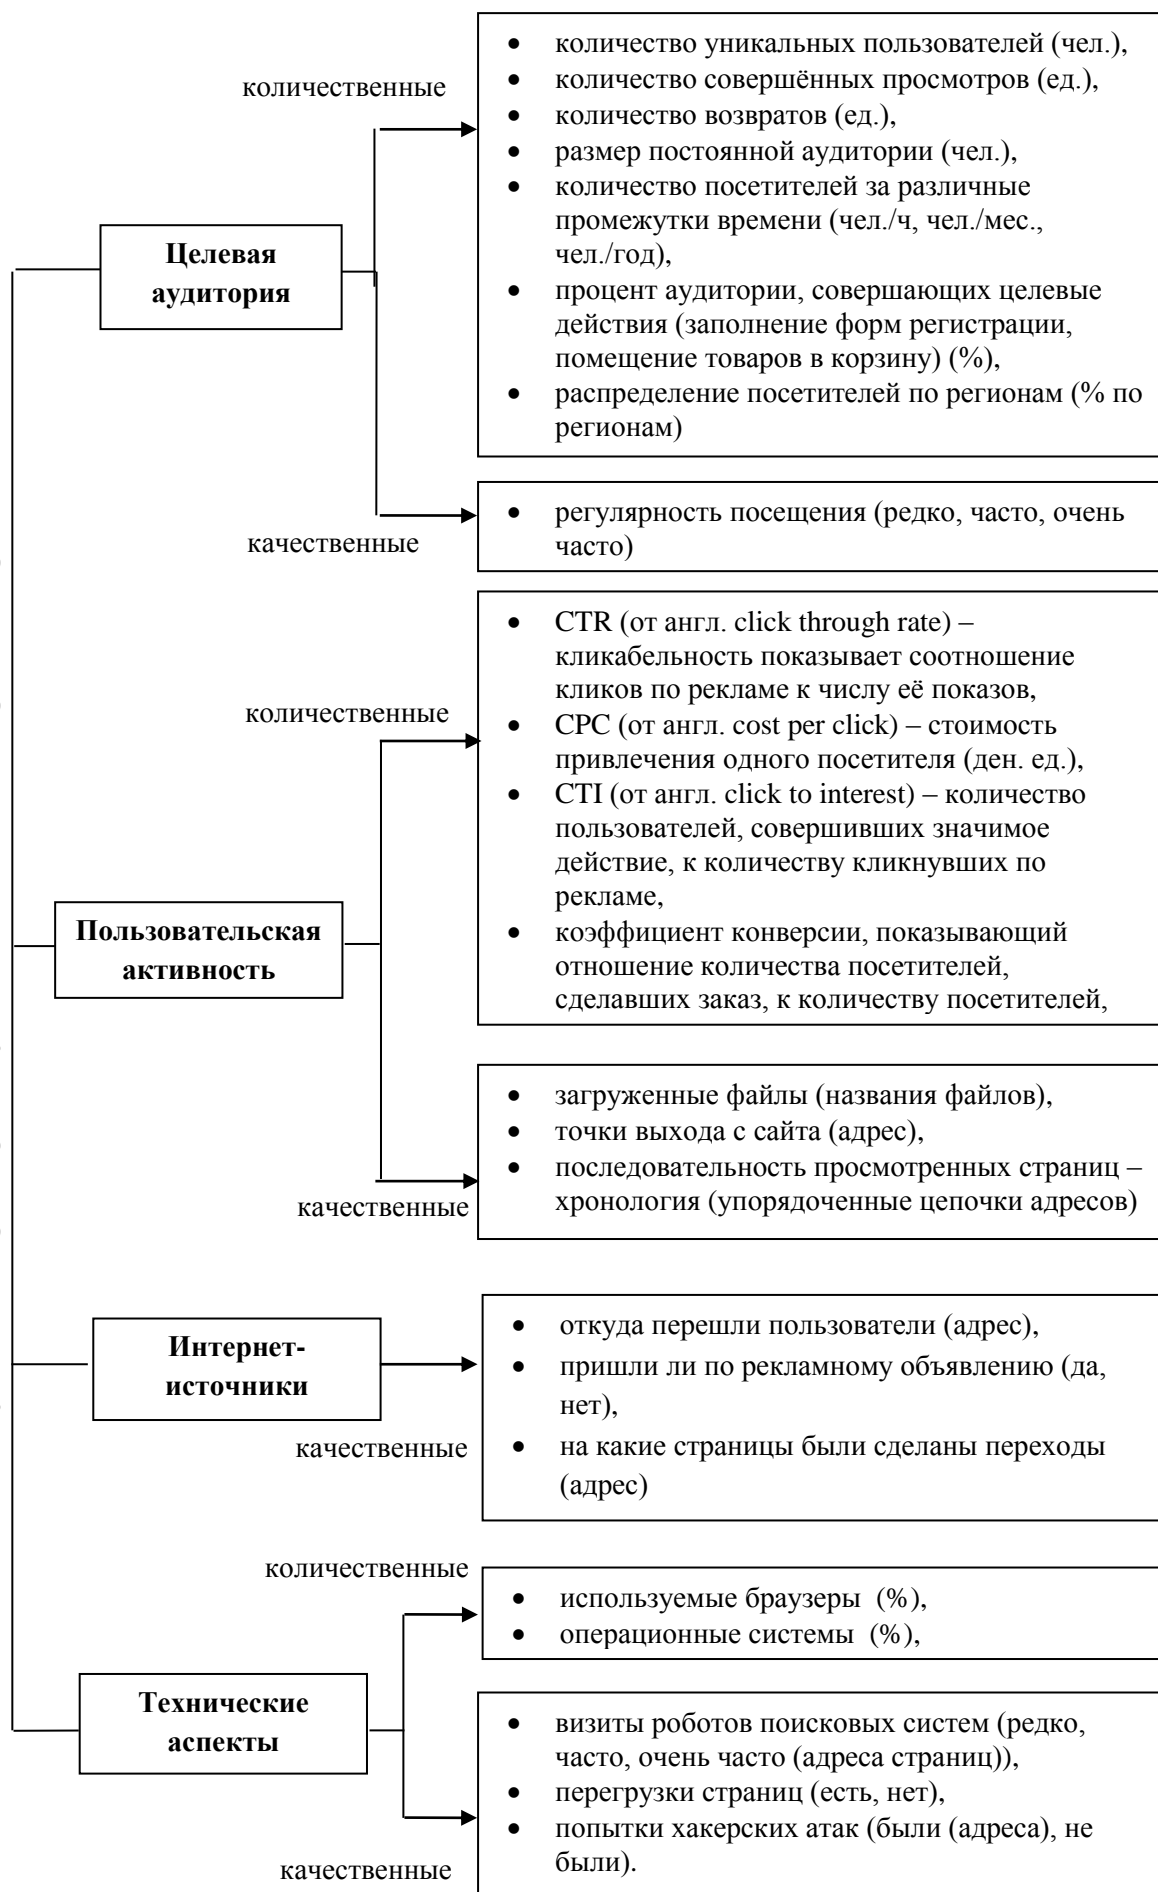 количественные
• количество уникальных пользователей (чел.),
• количество совершённых просмотров (ед.),
• количество возвратов (ед.),
• размер постоянной аудитории (чел.),
• количество посетителей за различные
промежутки времени (чел./ч, чел./мес.,
чел./год),
• процент аудитории, совершающих целевые
действия (заполнение форм регистрации,
помещение товаров в корзину) (%),
• распределение посетителей по регионам (% по
регионам)
Целевая
аудитория
качественные
• регулярность посещения (редко, часто, очень
часто)
количественные
• CTR (от англ. click through rate) –
кликабельность показывает соотношение
кликов по рекламе к числу её показов,
• CPC (от англ. cost per click) – стоимость
привлечения одного посетителя (ден. ед.),
• CTI (от англ. click to interest) – количество
пользователей, совершивших значимое
действие, к количеству кликнувших по
рекламе,
• коэффициент конверсии, показывающий
отношение количества посетителей,
сделавших заказ, к количеству посетителей,
Пользовательская
активность
качественные
• загруженные файлы (названия файлов),
• точки выхода с сайта (адрес),
• последовательность просмотренных страниц –
хронология (упорядоченные цепочки адресов)
Интернет-
источники
качественные
• откуда перешли пользователи (адрес),
• пришли ли по рекламному объявлению (да,
нет),
• на какие страницы были сделаны переходы
(адрес)
количественные
• используемые браузеры (%),
• операционные системы (%),
Технические
аспекты
качественные
• визиты роботов поисковых систем (редко,
часто, очень часто (адреса страниц)),
• перегрузки страниц (есть, нет),
• попытки хакерских атак (были (адреса), не
были).